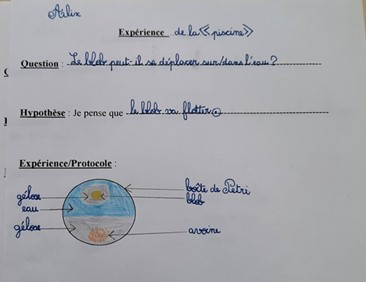 Félix
Expérience de la « piscine »
Question : Le blob peut-il se déplacer sur/dans l'eau ?
Hypothèse : Je pense que le blob va flotter.
Expérience/Protocole :
gélose
eau
gélose
boîte de Pétri
blob
avoine